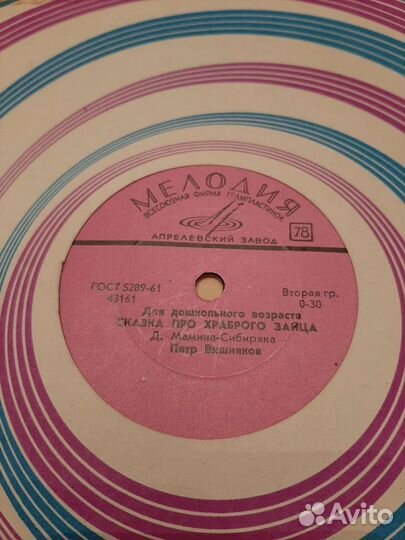 МЕЛОДИЯ
ВСЕСОЮЗНАЯ ФИРМА ГРАМПЛАСТИНОК
АПРЕЛЕВСКИЙ ЗАВОД
78
ГОСТ 5289-61
43161
Вторая гр.
0-30
Для дошкольного возраста
СКАЗКА ПРО ХРАБРОГО ЗАЙЦА
Д. Мамина-Сибиряка
Петр Вишняков
Avito